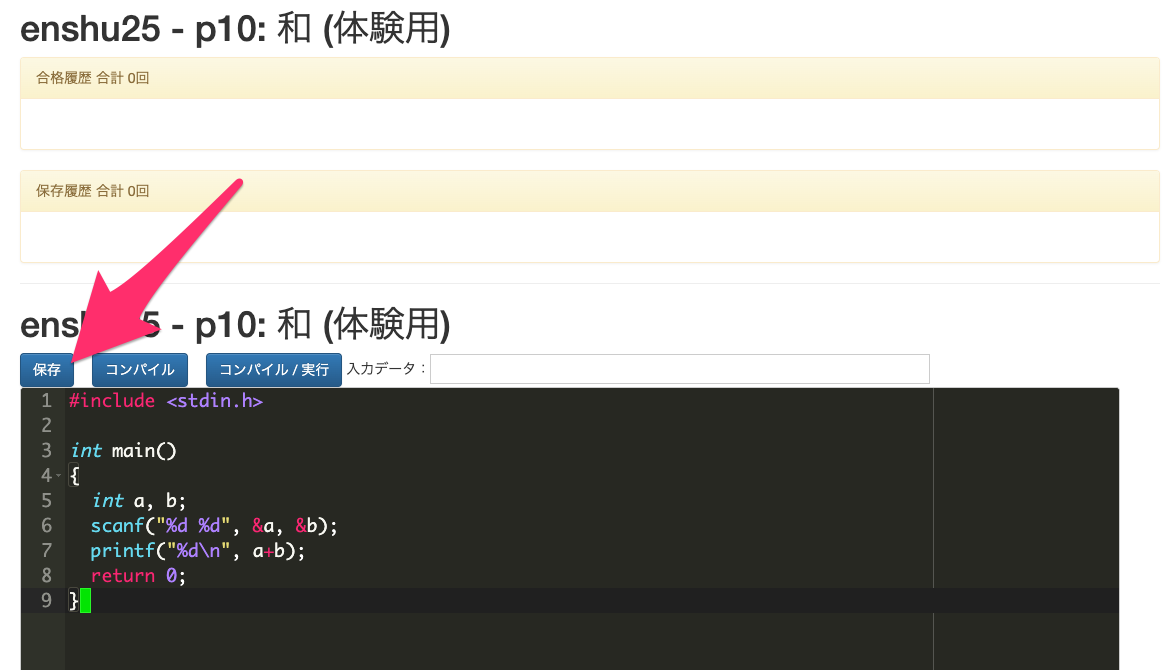 enshu25 - p10: 和 (体験用)
合格履歴 合計 0回
保存履歴 合計 0回
enshu25 - p10: 和 (体験用)
保存 コンパイル コンパイル / 実行 入力データ：
1 #include <stdin.h>
2
3 int main()
4 {
5 int a, b;
6 scanf("%d %d", &a, &b);
7 printf("%d\n", a+b);
8 return 0;
9 }